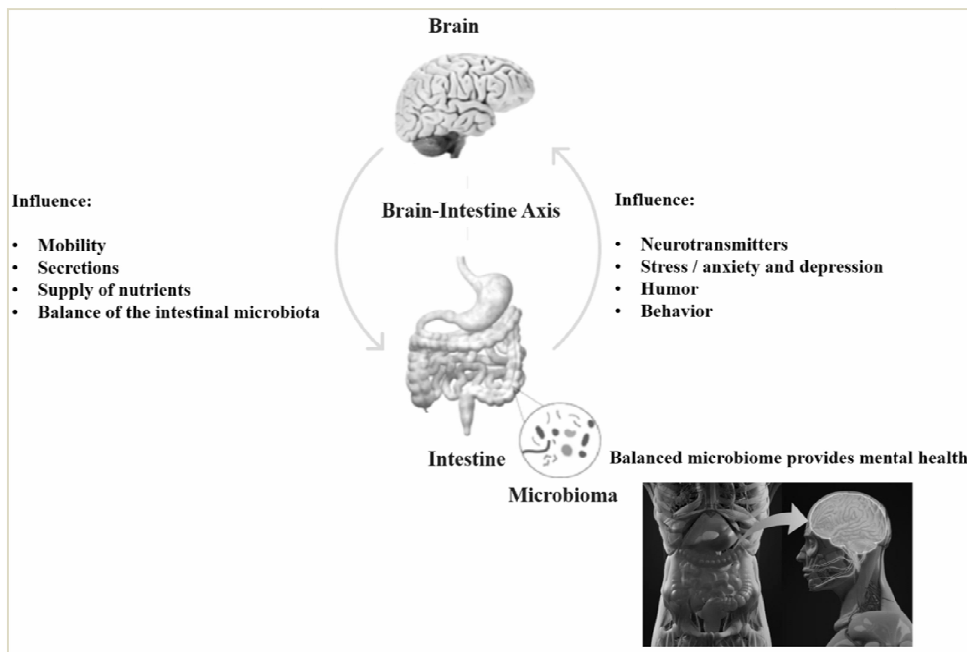 Brain
Influence:
• Mobility
• Secretions
• Supply of nutrients
• Balance of the intestinal microbiota
Brain-Intestine Axis
Influence:
• Neurotransmitters
• Stress / anxiety and depression
• Humor
• Behavior
Intestine
Microbioma
Balanced microbiome provides mental health